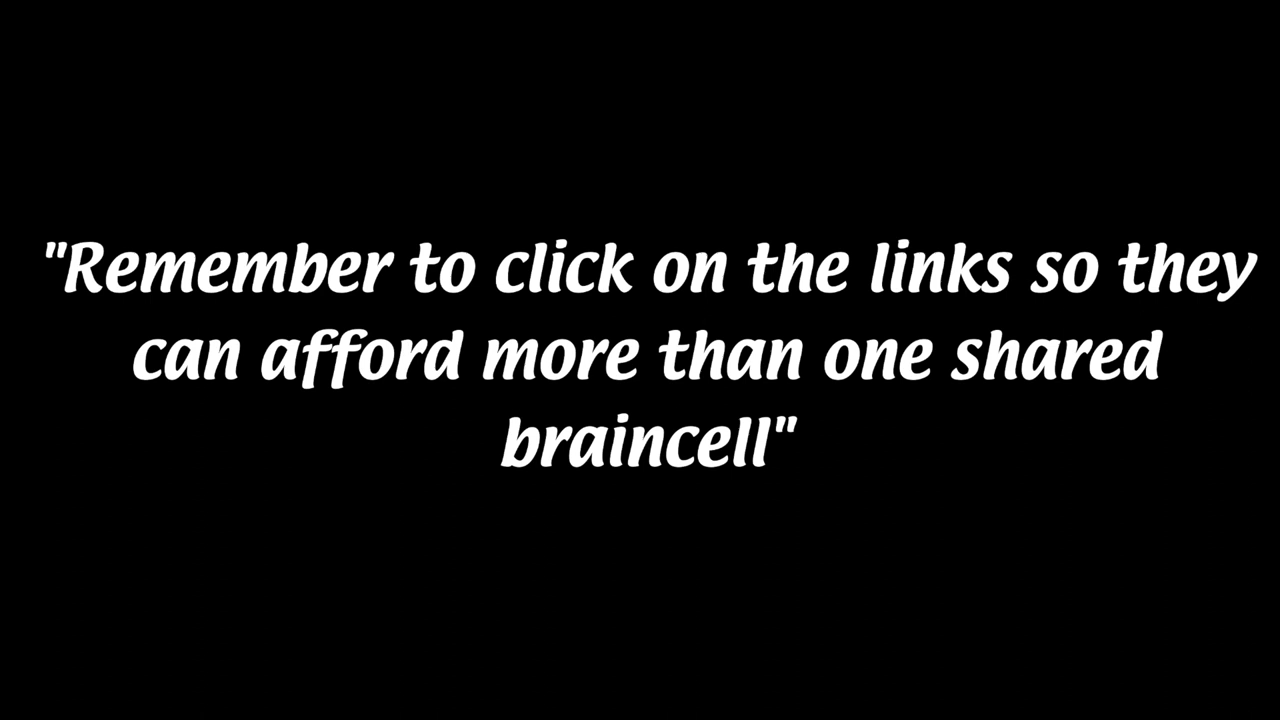 "Remember to click on the links so they
can afford more than one shared
braincell"